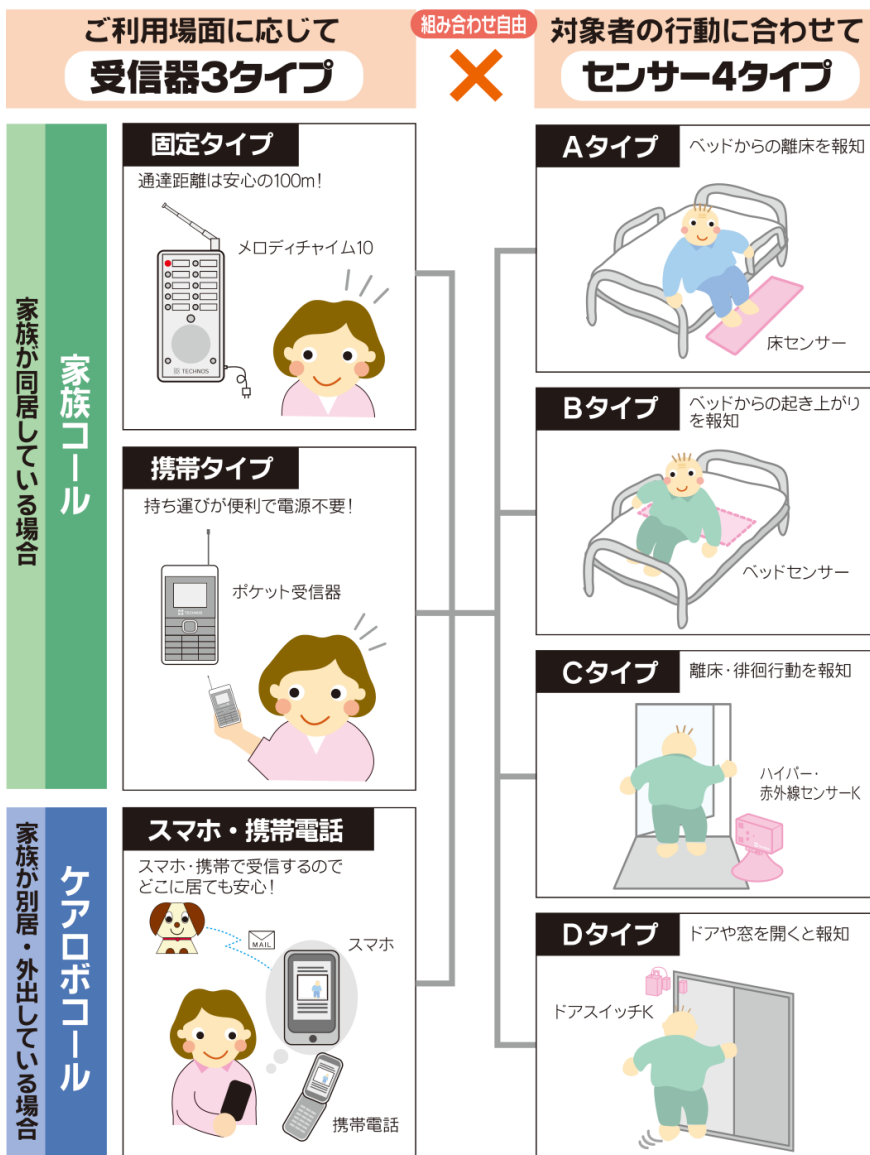 ご利用場面に応じて
受信器3タイプ
組み合わせ自由
×
対象者の行動に合わせて
センサー4タイプ
家族が同居している場合
家族コール
固定タイプ
通達距離は安心の100m!
メロディチャイム10
TECHNOS
携帯タイプ
持ち運びが便利で電源不要!
ポケット受信器
TECHNOS
家族が別居・外出している場合
ケアロボコール
スマホ・携帯電話
スマホ・携帯で受信するので
どこに居ても安心!
MAIL
スマホ
携帯電話
Aタイプ
ベッドからの離床を報知
床センサー
Bタイプ
ベッドからの起き上がり
を報知
ベッドセンサー
Cタイプ
離床・徘徊行動を報知
ハイパー・
赤外線センサーK
Dタイプ
ドアや窓を開くと報知
ドアスイッチK